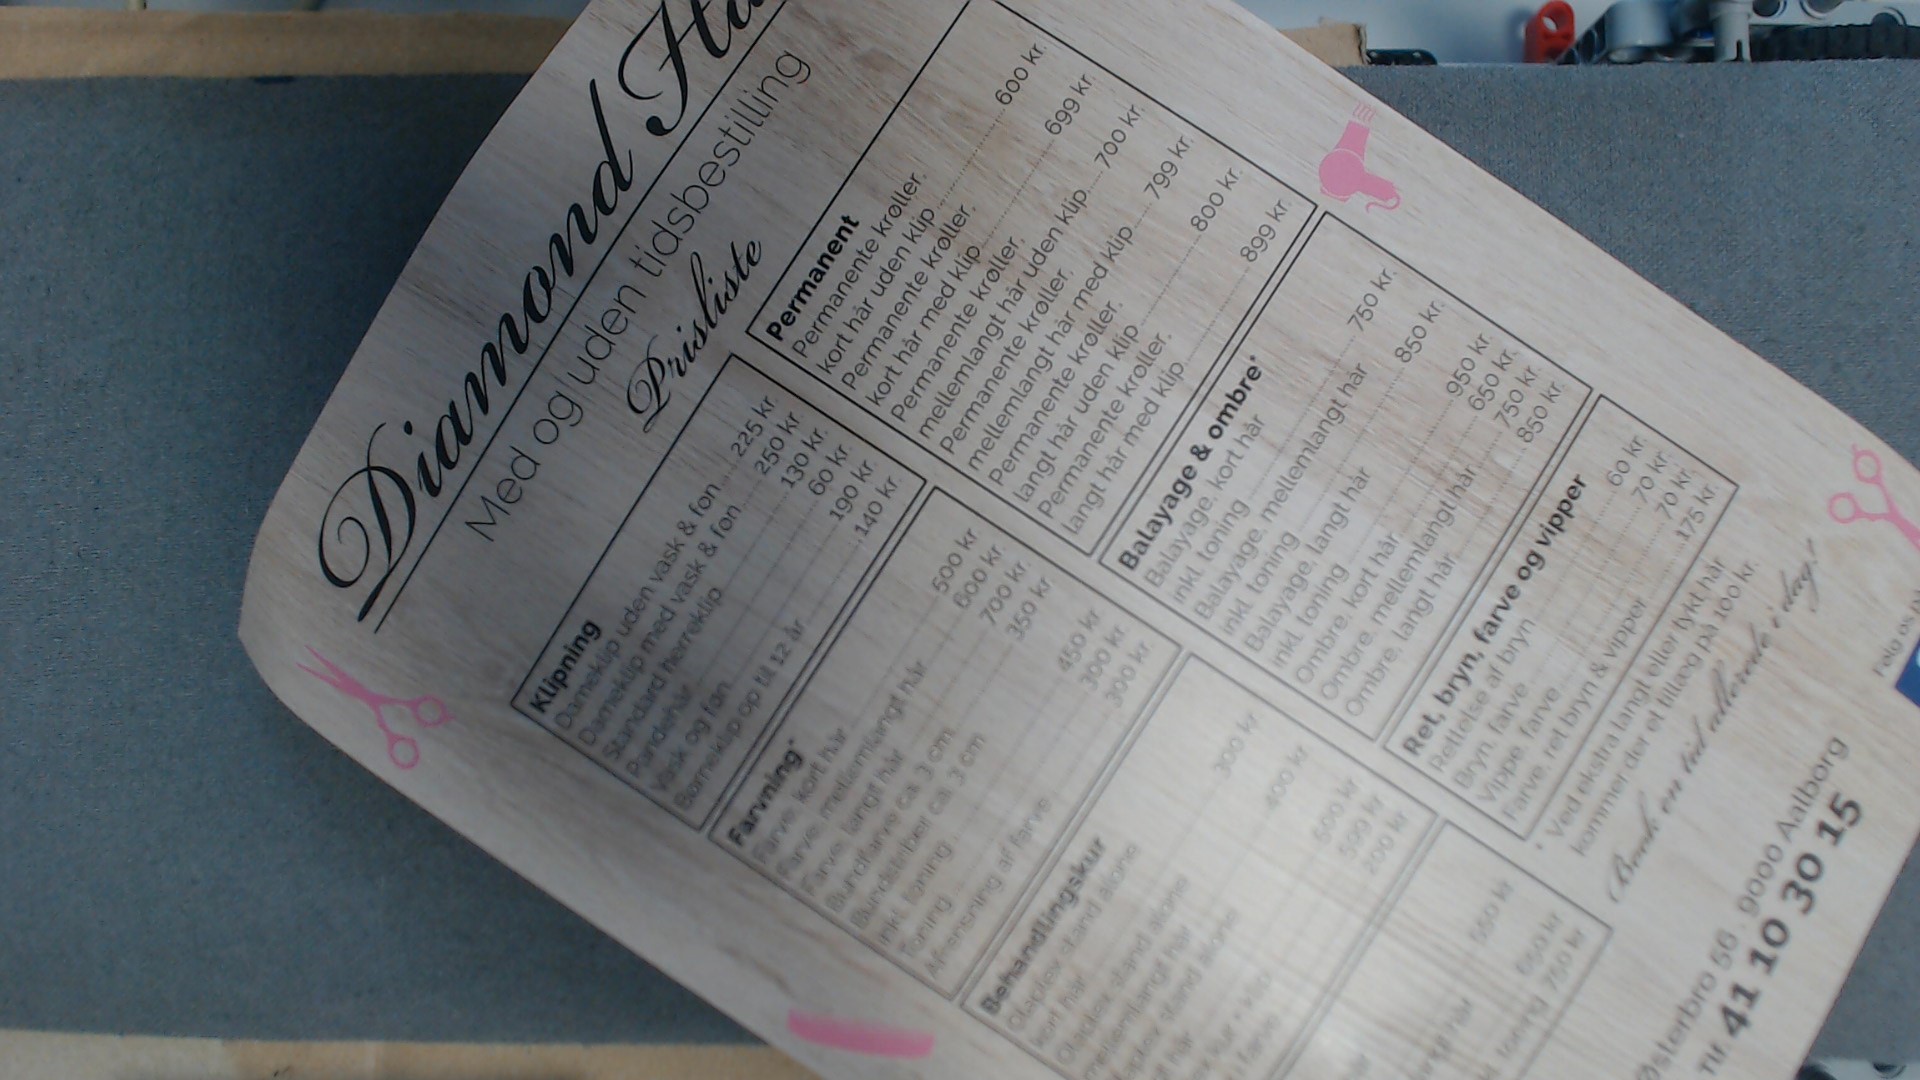 Diamond
Med og uden tidsbestilling
Prisliste
Klipning
Dameklip uden vask & føn 225 kr.
Dameklip med vask & føn 250 kr.
Standard herreklip 130 kr.
Pandehår 60 kr.
Vask og føn 190 kr.
Børneklip op til 12 år 140 kr.
Permanent
Permanente krøller,
kort hår uden klip 600 kr.
Permanente krøller,
kort hår med klip 699 kr.
Permanente krøller,
mellemlangt hår uden klip 700 kr.
Permanente krøller,
mellemlangt hår med klip 799 kr.
Permanente krøller,
langt hår uden klip 800 kr.
Permanente krøller,
langt hår med klip 899 kr.
Farvning*
Farve, kort hår 500 kr.
Farve, mellemlangt hår 600 kr.
Farve, langt hår 700 kr.
Bundfarve ca 3 cm 350 kr.
Bundstriber ca. 3 cm
inkl. toning 450 kr.
Toning 300 kr.
Afrensning af farve 300 kr.
Balayage & ombre*
Balayage, kort hår
inkl. toning 750 kr.
Balayage, mellemlangt hår
inkl. toning 850 kr.
Balayage, langt hår
inkl. toning 950 kr.
Ombre, kort hår 650 kr.
Ombre, mellemlangt hår 750 kr.
Ombre, langt hår 850 kr.
Behandlingskur
Olaplex stand alone
kort hår 300 kr
Olaplex stand alone
mellemlangt hår 400 kr
stand alone
hår 500 kr
599 kr
200 kr
Ret, bryn, farve og vipper
Rettelse af bryn 60 kr.
Bryn, farve 70 kr.
Vippe, farve 70 kr.
Farve, ret bryn & vipper 175 kr.
550 kr
hår 650 kr
toning 750 kr
* Ved ekstra langt eller tykt hår
kommer der et tillæg på 100 kr.
Book en tid allerede i dag!
Østerbro 56 . 9000 Aalborg
nr 41 10 30 15
Følg os på